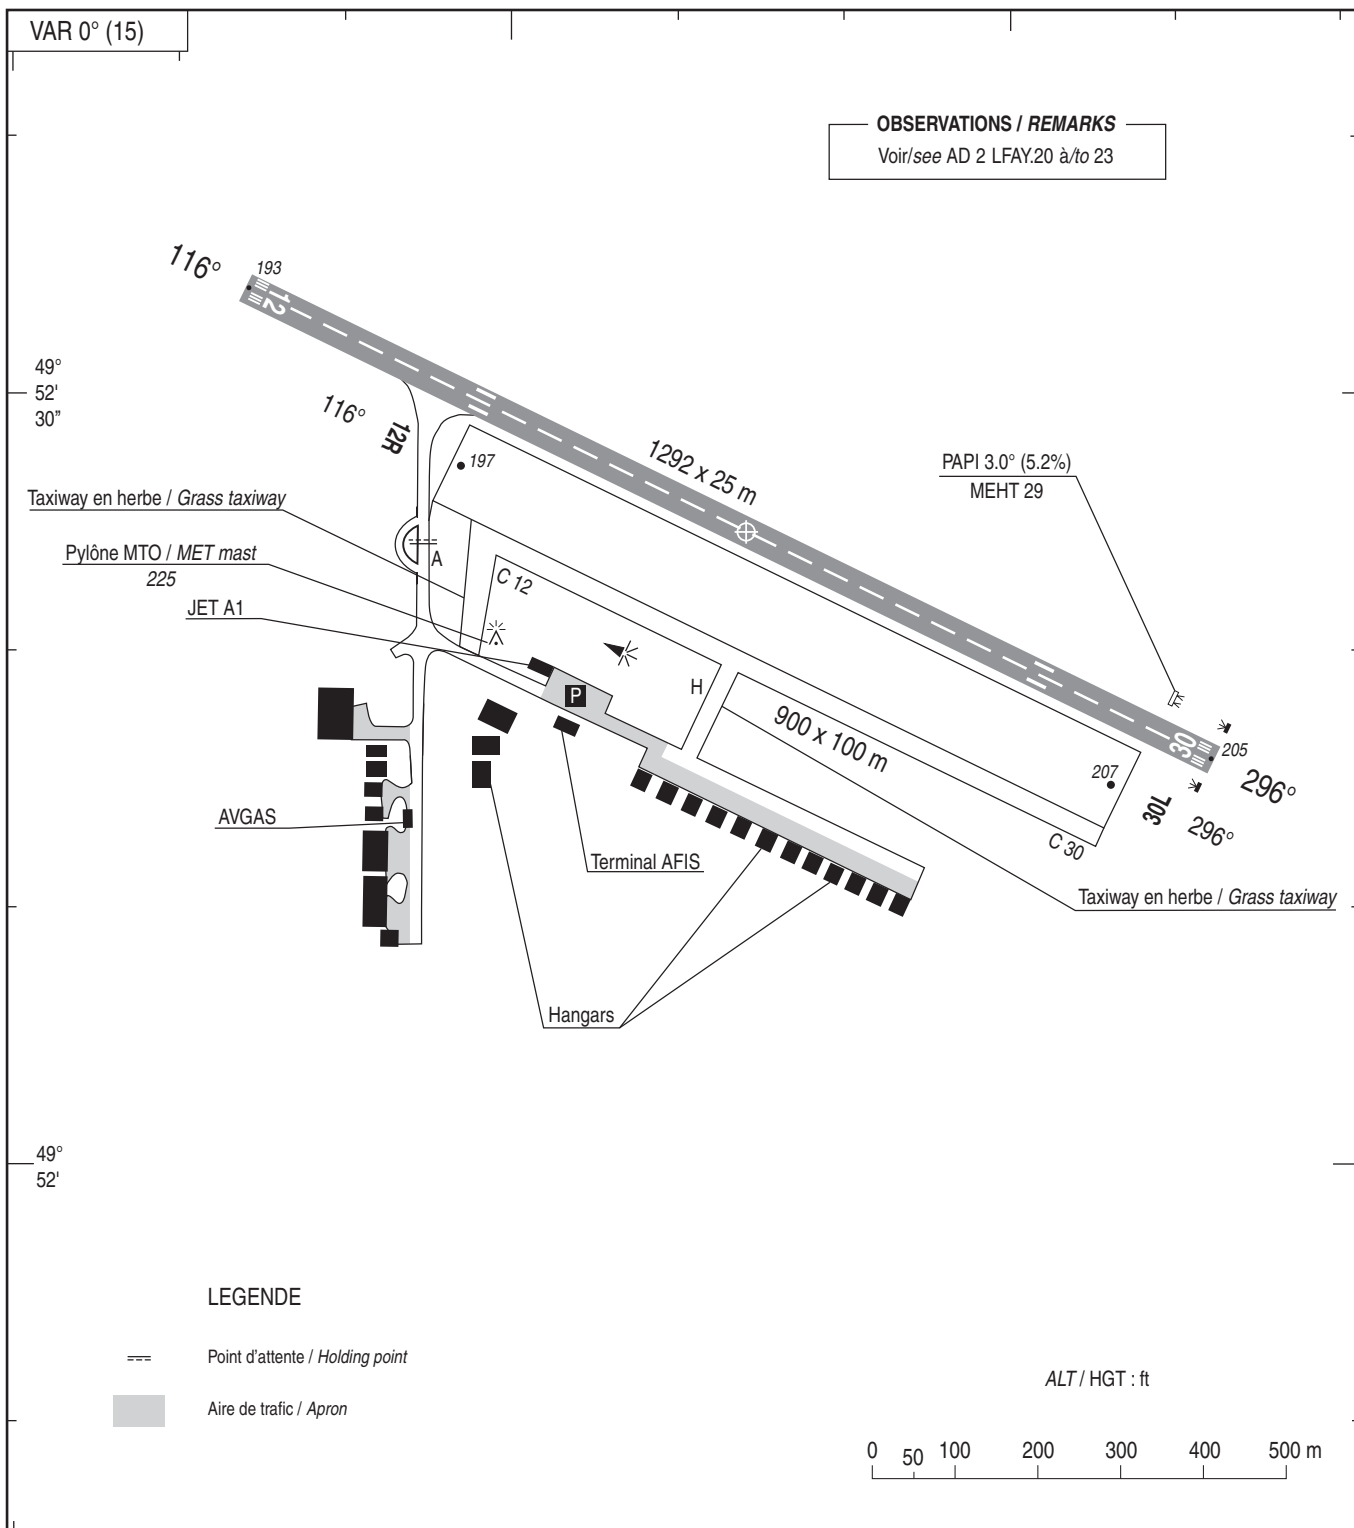 VAR 0° (15)
OBSERVATIONS / REMARKS
Voir/see AD 2 LFAY.20 à/to 23
116°
193
12
49°
52'
30”
116°
12R
197
1292 x 25 m
PAPI 3.0° (5.2%)
MEHT 29
Taxiway en herbe / Grass taxiway
Pylône MTO / MET mast
225
A
C 12
JET A1
P
H
900 x 100 m
30
205
207
296°
30L
296°
AVGAS
C 30
Terminal AFIS
Taxiway en herbe / Grass taxiway
Hangars
49°
52'
LEGENDE
Point d'attente / Holding point
Aire de trafic / Apron
ALT / HGT : ft
0 50 100 200 300 400 500 m